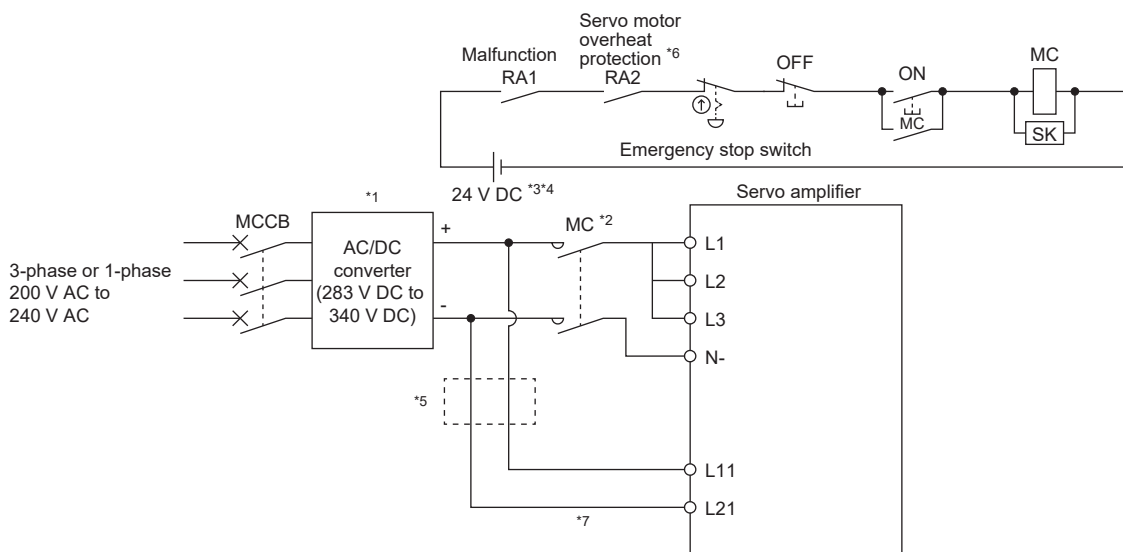 Servo motor
overheat
protection *6
Malfunction
RA1
RA2
OFF
ON
MC
MC
SK
Emergency stop switch
24 V DC *3*4
Servo amplifier
*1
MCCB
MC *2
+
-
AC/DC
converter
(283 V DC to
340 V DC)
3-phase or 1-phase
200 V AC to
240 V AC
L1
L2
L3
N-
*5
L11
L21
*7